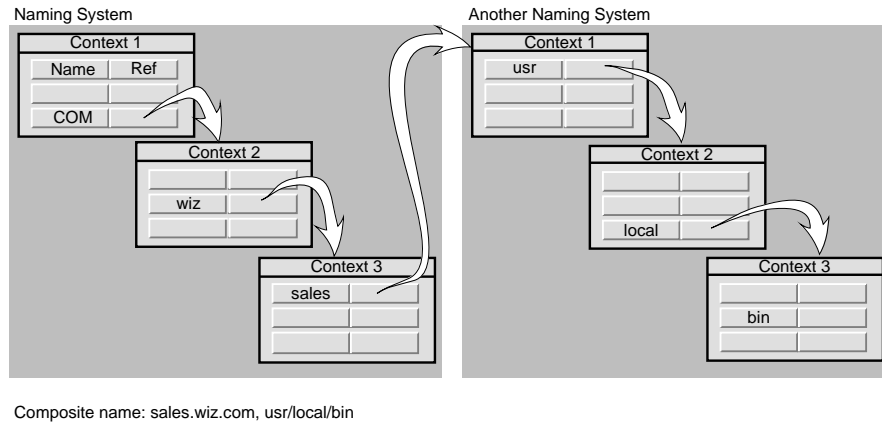 Naming System
Context 1
Name Ref
COM
Context 2
wiz
Context 3
sales
Another Naming System
Context 1
usr
Context 2
local
Context 3
bin
Composite name: sales.wiz.com, usr/local/bin